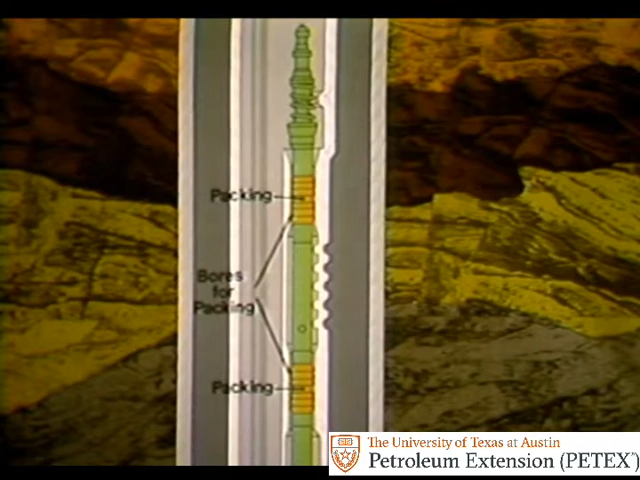 Packing
Bores
for
Packing
Packing
The University of Texas at Austin
Petroleum Extension (PETEX®)